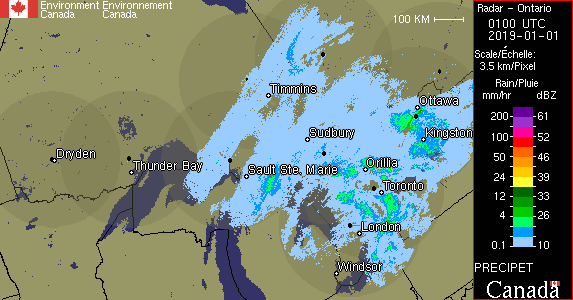 Environment Environnement
Canada Canada
100 KM
Timmins
Ottawa
Sudbury
Kingston
Dryden
Thunder Bay
Sault Ste. Marie
Orillia
Toronto
London
Windsor
Radar - Ontario
0100 UTC
2019-01-01
Scale/Échelle:
3.5 km/Pixel
Rain/Pluie
mm/hr dBZ
200 61
100 52
50 46
24 39
12 33
4 26
0.1 10
PRECIPET
Canada